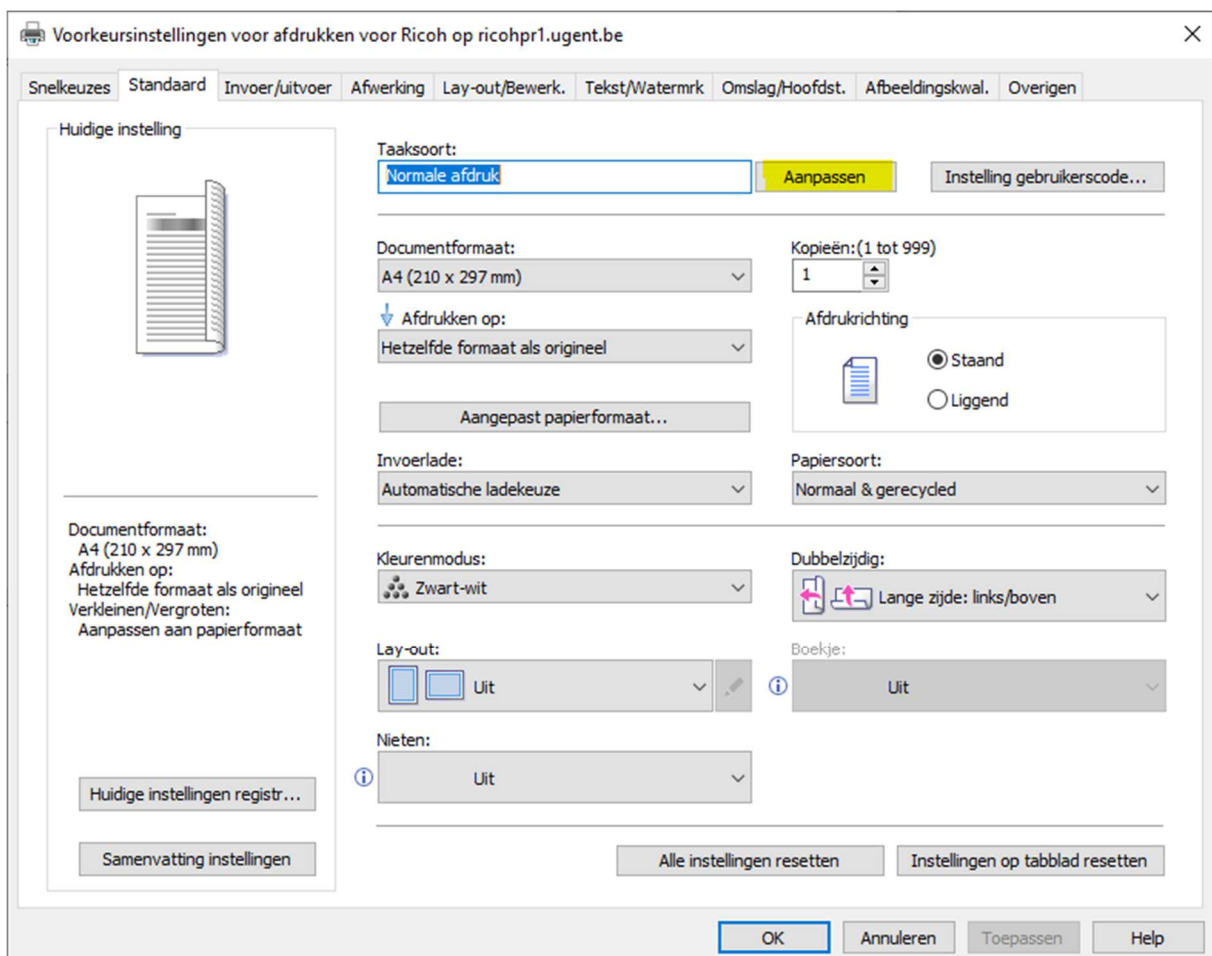 Voorkeursinstellingen voor afdrukken voor Ricoh op ricohpr1.ugent.be
Snelkeuzes Standaard Invoer/uitvoer Afwerking Lay-out/Bewerk. Tekst/Watermrk Omslag/Hoofdst. Afbeeldingskwal. Overigen
Huidige instelling
Taaksoort:
Normale afdruk Aanpassen Instelling gebruikerscode...
Documentformaat: Kopieën:(1 tot 999)
A4 (210 x 297 mm) 1
Afdrukken op: Afdrukrichting
Hetzelfde formaat als origineel
Staand
Liggend
Aangepast papierformaat...
Invoerlade: Papiersoort:
Automatische ladekeuze Normaal & gerecycled
Documentformaat:
A4 (210 x 297 mm)
Afdrukken op:
Hetzelfde formaat als origineel
Verkleinen/Vergroten:
Aanpassen aan papierformaat
Kleurenmodus: Dubbelzijdig:
Zwart-wit Lange zijde: links/boven
Lay-out: Boekje:
Uit Uit
Nieten:
Uit
Huidige instellingen registr...
Samenvatting instellingen
Alle instellingen resetten Instellingen op tabblad resetten
OK Annuleren Toepassen Help